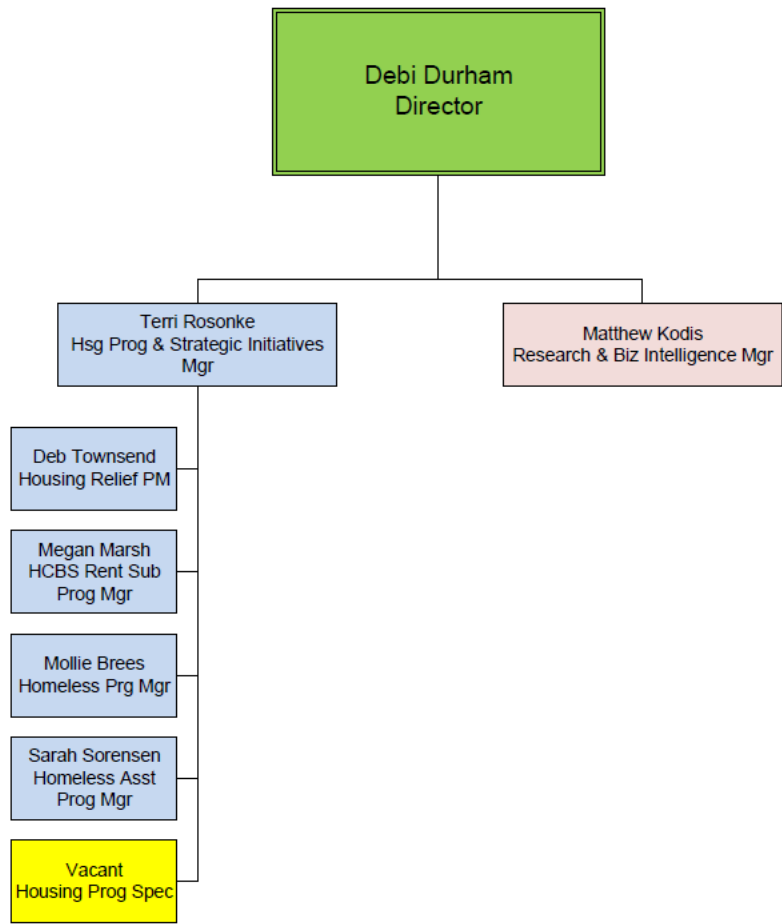 Debi Durham
Director
Terri Rosonke
Hsg Prog & Strategic Initiatives
Mgr
Matthew Kodis
Research & Biz Intelligence Mgr
Deb Townsend
Housing Relief PM
Megan Marsh
HCBS Rent Sub
Prog Mgr
Mollie Brees
Homeless Prg Mgr
Sarah Sorensen
Homeless Asst
Prog Mgr
Vacant
Housing Prog Spec